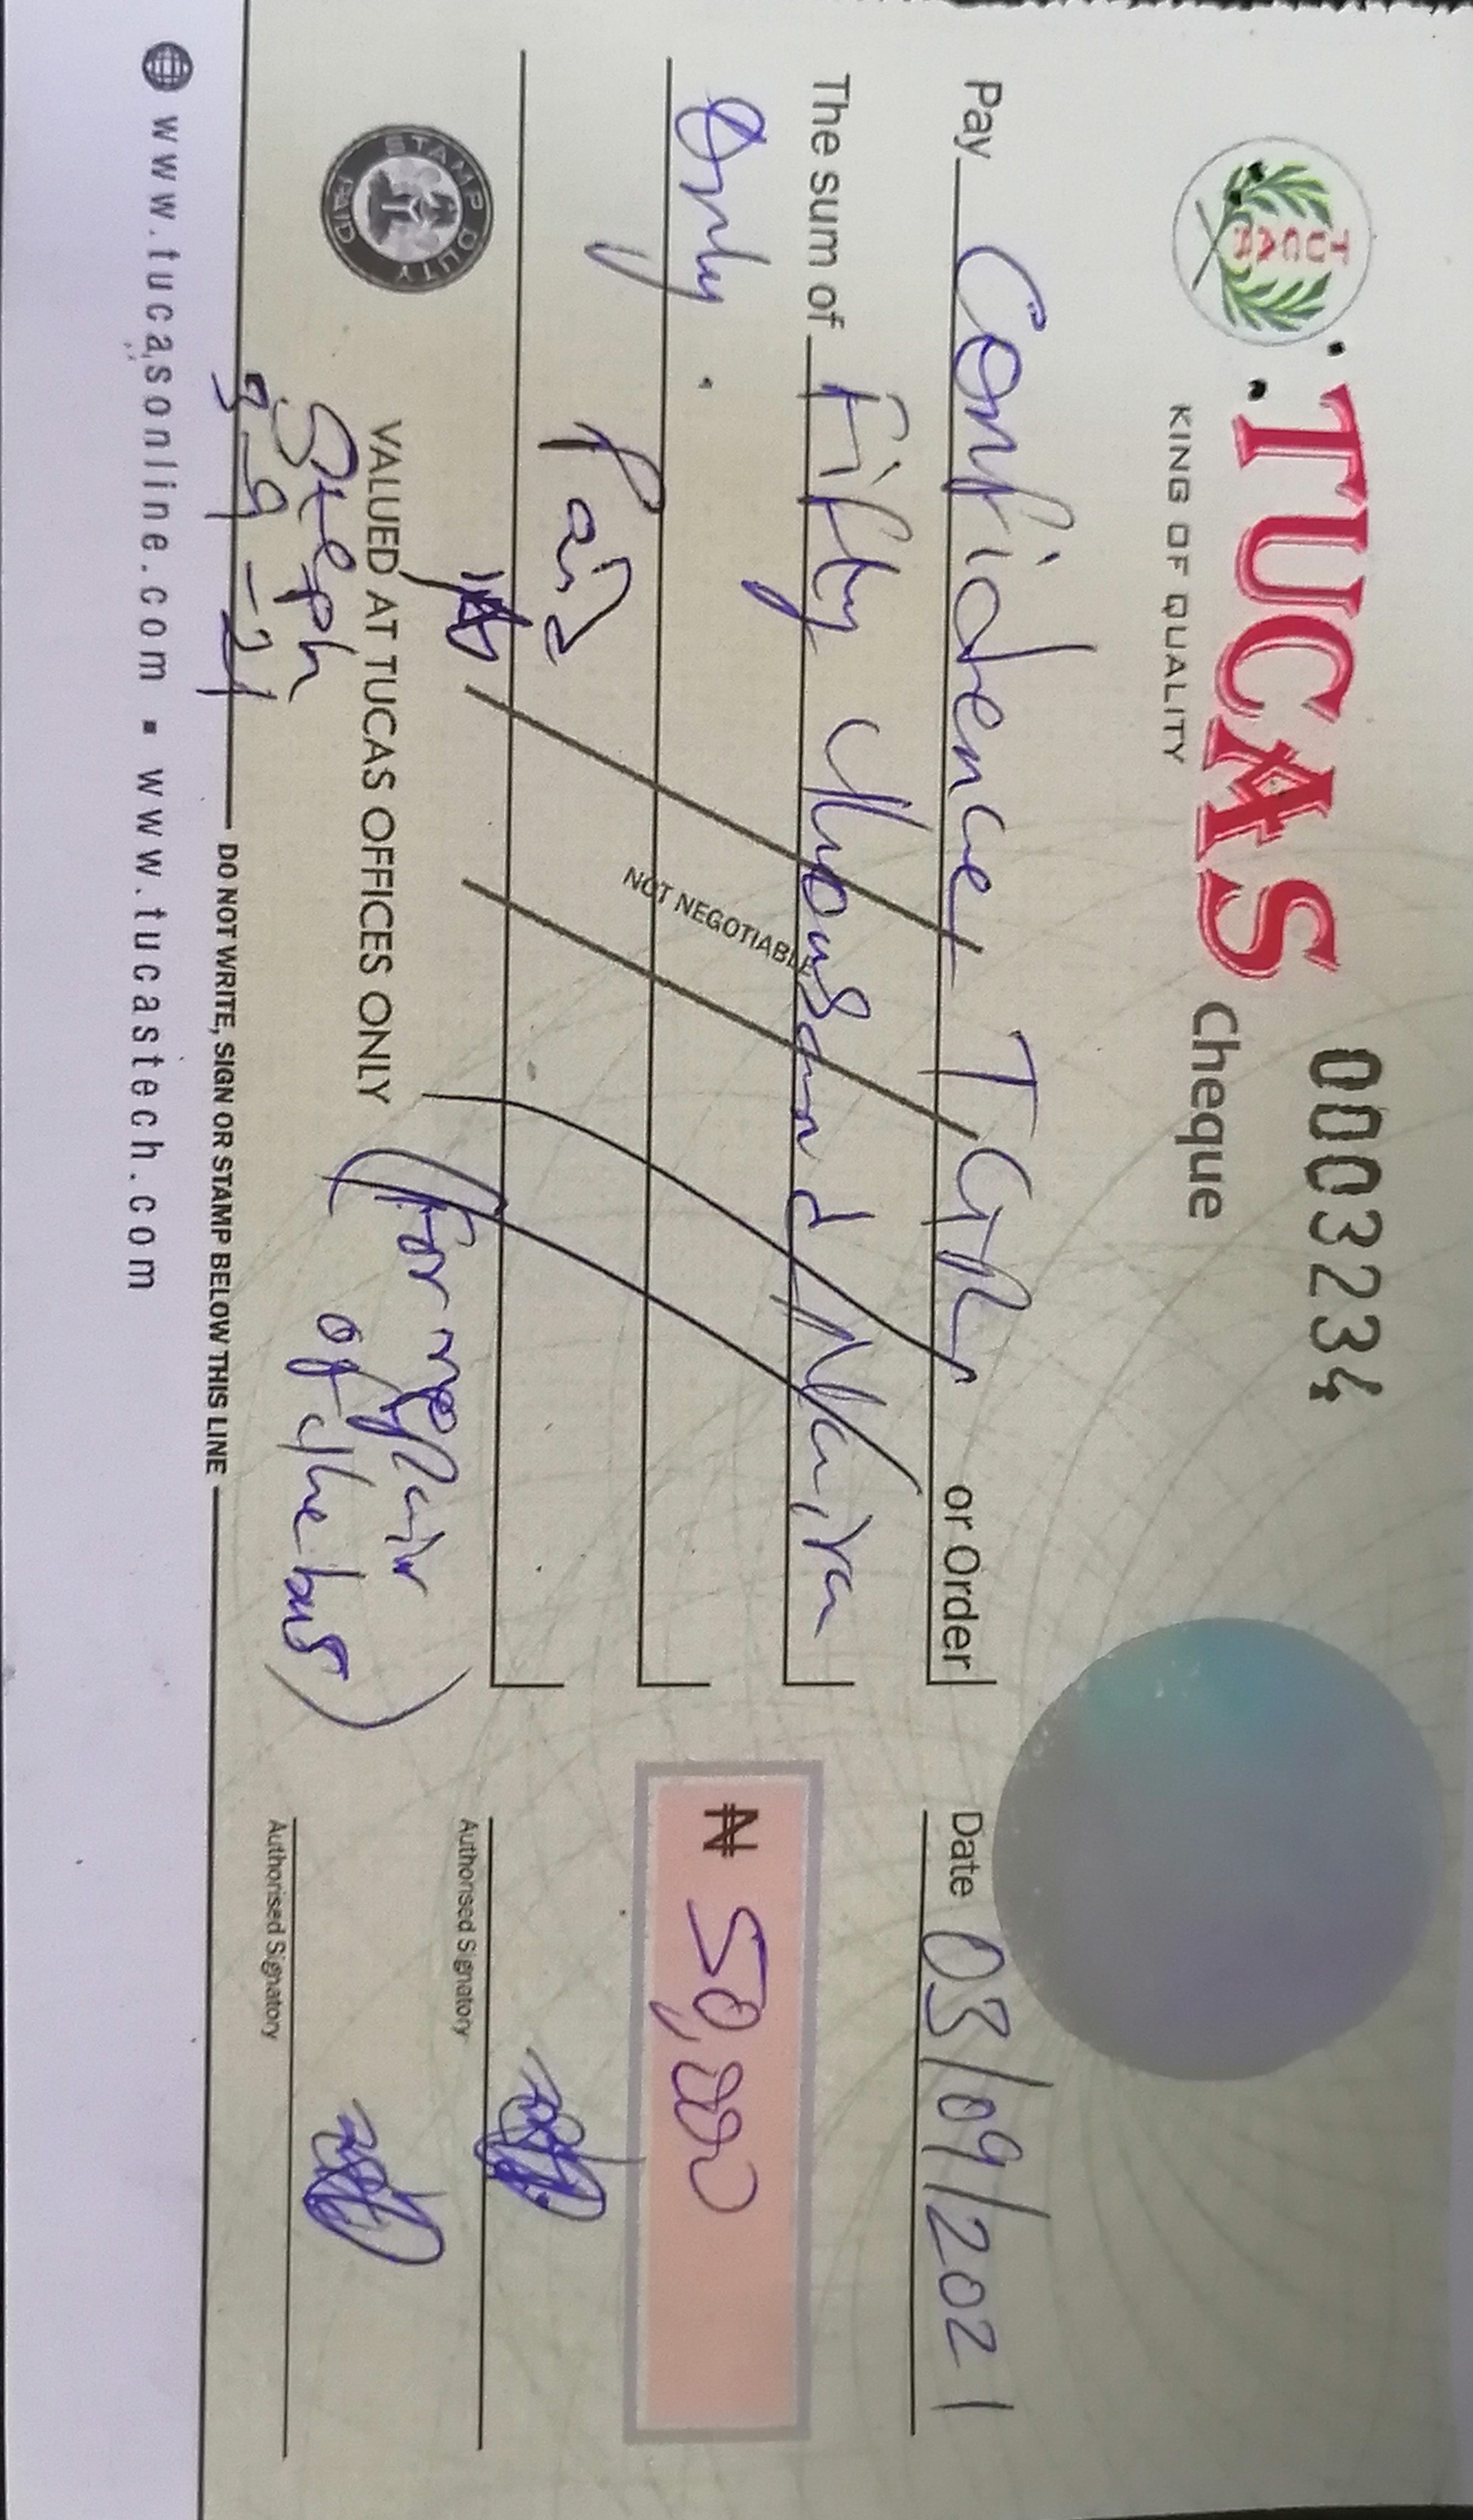 0003234
TUCAS
TUCAS Cheque
KING OF QUALITY
Pay Confidence T. or Order
Date 03/09/2021
The sum of Fifty thousand Naira
only.
₦ 50,000
NOT NEGOTIABLE
Paid
STAMP DUTY PAID
VALUED AT TUCAS OFFICES ONLY
(For repair
of the bus)
Steph
3-9-21
Authorised Signatory
Authorised Signatory
DO NOT WRITE, SIGN OR STAMP BELOW THIS LINE
www.tucasonline.com ▪ www.tucastech.com